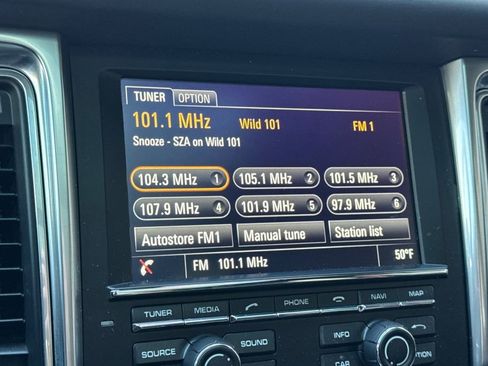 TUNER OPTION
101.1 MHz Wild 101 FM 1
Snooze - SZA on Wild 101
104.3 MHz 1 105.1 MHz 2 101.5 MHz 3
107.9 MHz 4 101.9 MHz 5 97.9 MHz 6
Autostore FM1 Manual tune Station list
FM 101.1 MHz 50°F
TUNER MEDIA PHONE NAVI MAP
SOURCE SOUND INFO
CAR OPTION